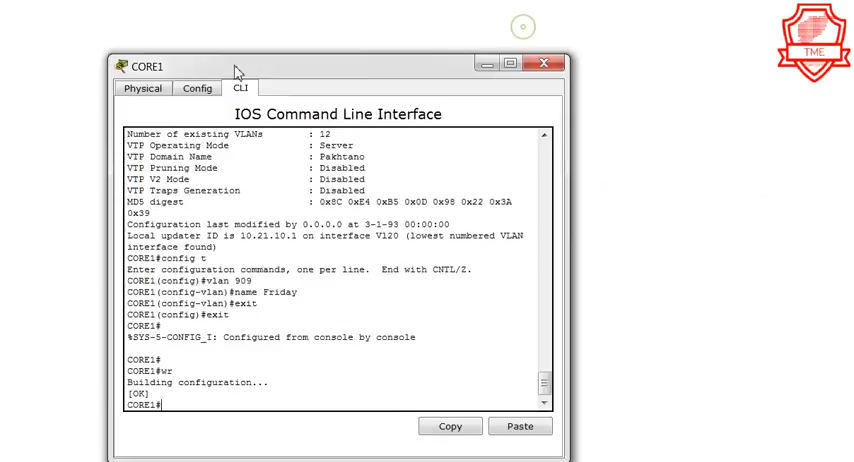 TME
CORE1
Physical
Config
CLI
IOS Command Line Interface
Number of existing VLANs : 12
VTP Operating Mode : Server
VTP Domain Name : Pakhtano
VTP Pruning Mode : Disabled
VTP V2 Mode : Disabled
VTP Traps Generation : Disabled
MD5 digest : 0x8C 0xE4 0xB5 0x0D 0x98 0x22 0x3A
0x39
Configuration last modified by 0.0.0.0 at 3-1-93 00:00:00
Local updater ID is 10.21.10.1 on interface Vl20 (lowest numbered VLAN
interface found)
CORE1#config t
Enter configuration commands, one per line. End with CNTL/Z.
CORE1(config)#vlan 909
CORE1(config-vlan)#name Friday
CORE1(config-vlan)#exit
CORE1(config)#exit
CORE1#
%SYS-5-CONFIG_I: Configured from console by console
CORE1#
CORE1#wr
Building configuration...
[OK]
CORE1#
Copy
Paste